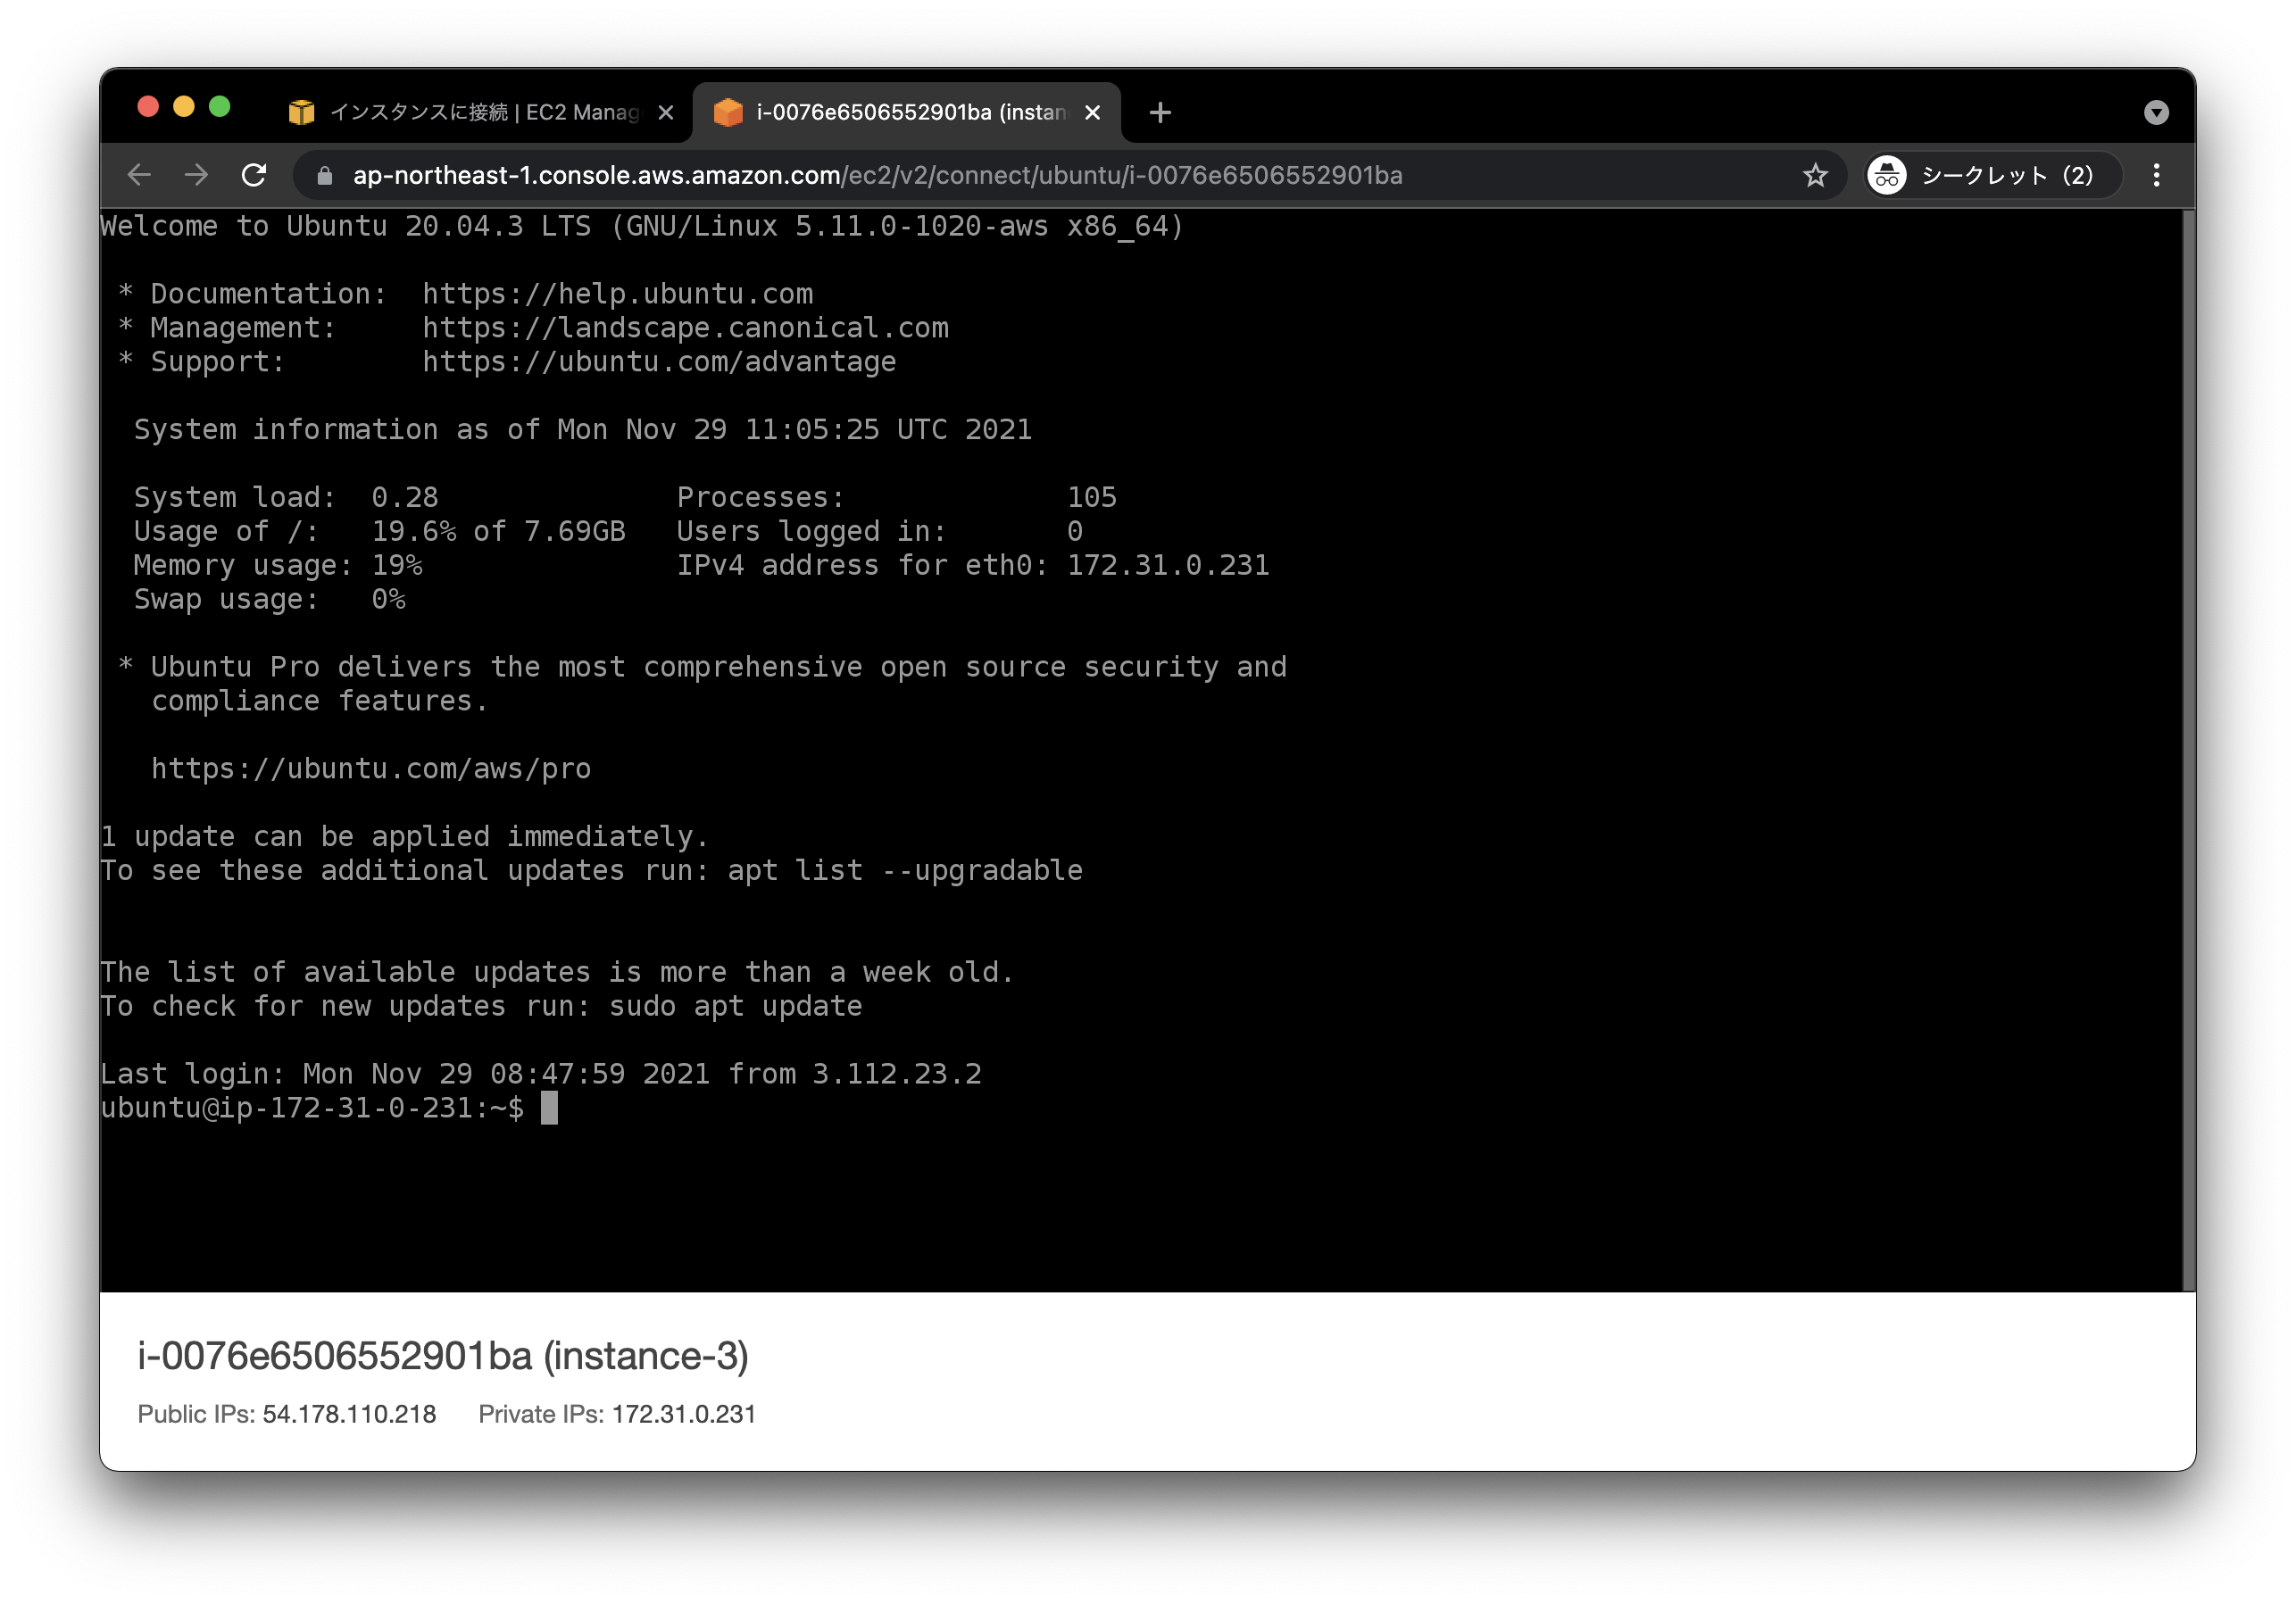 インスタンスに接続 | EC2 Manag
i-0076e6506552901ba (instan
ap-northeast-1.console.aws.amazon.com/ec2/v2/connect/ubuntu/i-0076e6506552901ba
シークレット（2）
Welcome to Ubuntu 20.04.3 LTS (GNU/Linux 5.11.0-1020-aws x86_64)
* Documentation:  https://help.ubuntu.com
* Management:     https://landscape.canonical.com
* Support:        https://ubuntu.com/advantage
System information as of Mon Nov 29 11:05:25 UTC 2021
System load:  0.28              Processes:             105
Usage of /:   19.6% of 7.69GB   Users logged in:       0
Memory usage: 19%               IPv4 address for eth0: 172.31.0.231
Swap usage:   0%
* Ubuntu Pro delivers the most comprehensive open source security and
compliance features.
https://ubuntu.com/aws/pro
1 update can be applied immediately.
To see these additional updates run: apt list --upgradable
The list of available updates is more than a week old.
To check for new updates run: sudo apt update
Last login: Mon Nov 29 08:47:59 2021 from 3.112.23.2
ubuntu@ip-172-31-0-231:~$
i-0076e6506552901ba (instance-3)
Public IPs: 54.178.110.218    Private IPs: 172.31.0.231